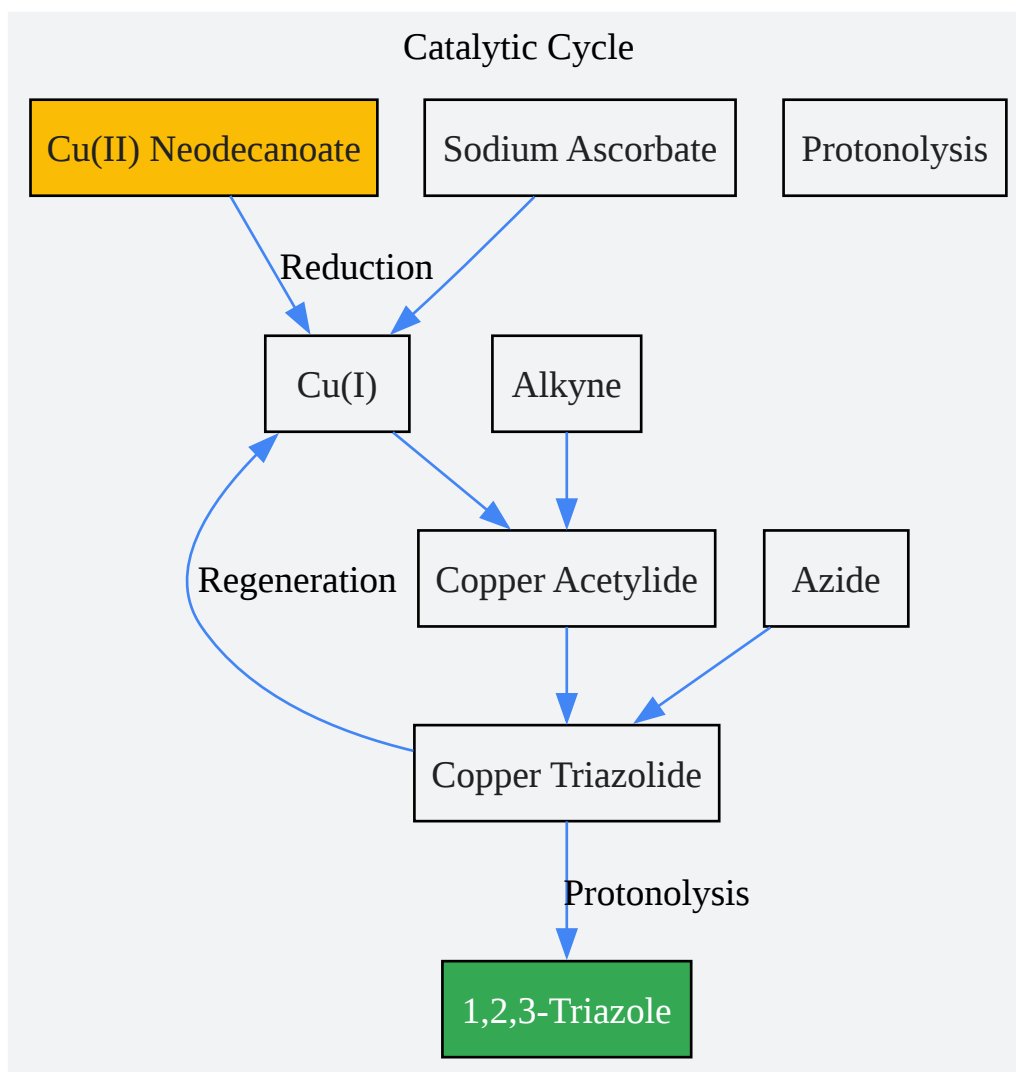 Catalytic Cycle
Cu(II) Neodecanoate
Sodium Ascorbate
Protonolysis
Reduction
Cu(I)
Alkyne
Regeneration
Copper Acetylide
Azide
Copper Triazolide
Protonolysis
1,2,3-Triazole